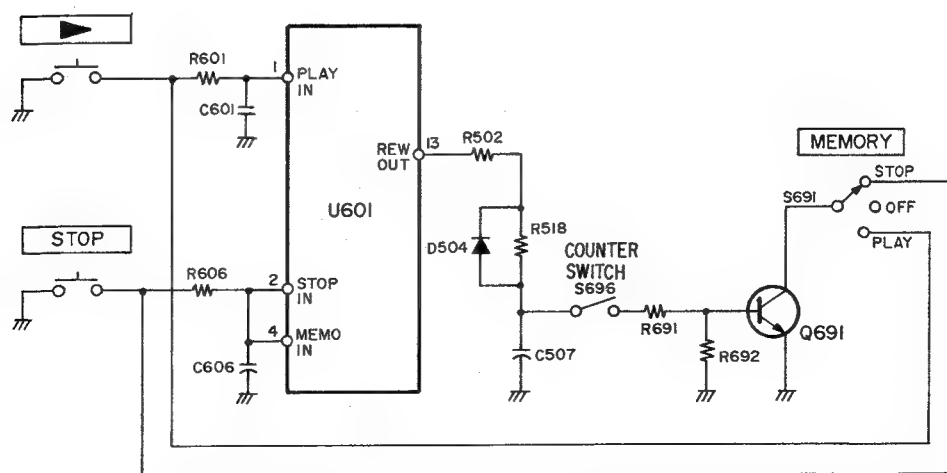 R601
1
PLAY
IN
C601
REW
OUT
13
R502
U601
MEMORY
STOP
S691
OFF
PLAY
STOP
R606
2
STOP
IN
4
MEMO
IN
C606
D504
R518
COUNTER
SWITCH
S696
R691
R692
C507
Q691